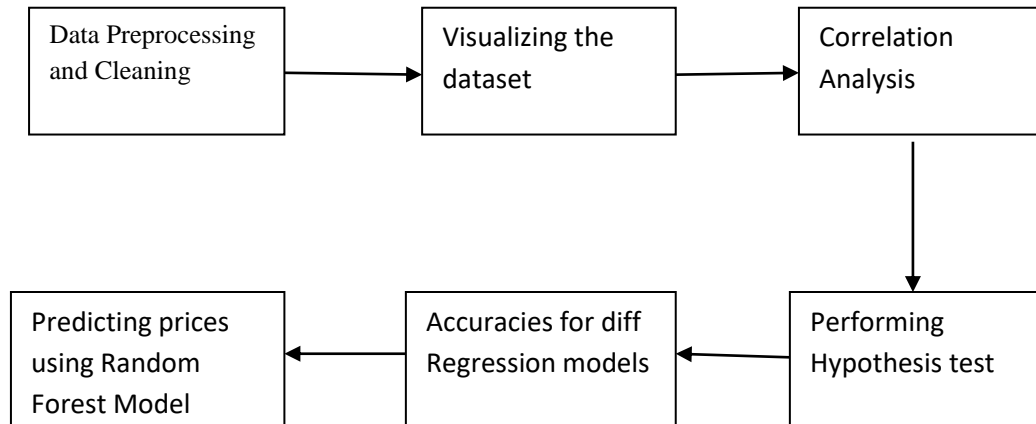 Data Preprocessing
and Cleaning
Visualizing the
dataset
Correlation
Analysis
Performing
Hypothesis test
Accuracies for diff
Regression models
Predicting prices
using Random
Forest Model